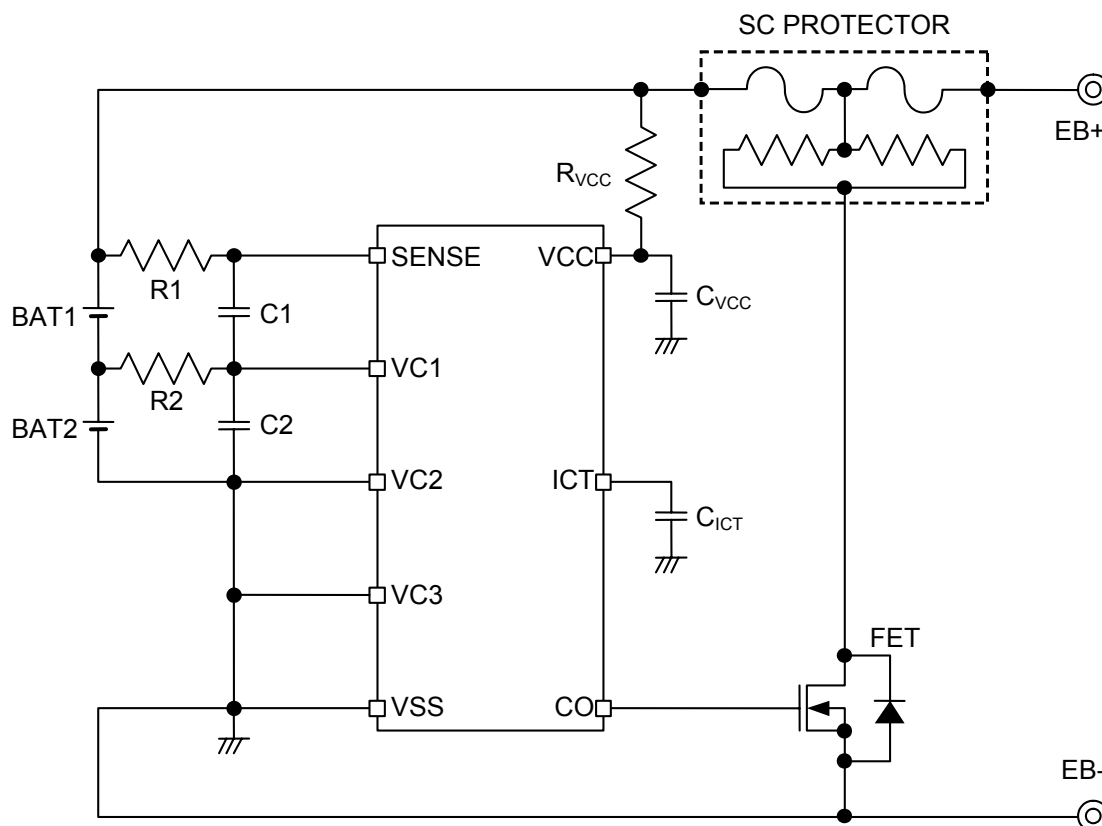 SC PROTECTOR
EB+
RVCC
SENSE
VCC
R1
BAT1
C1
CVCC
VC1
R2
BAT2
C2
VC2
ICT
CICT
VC3
FET
VSS
CO
EB-